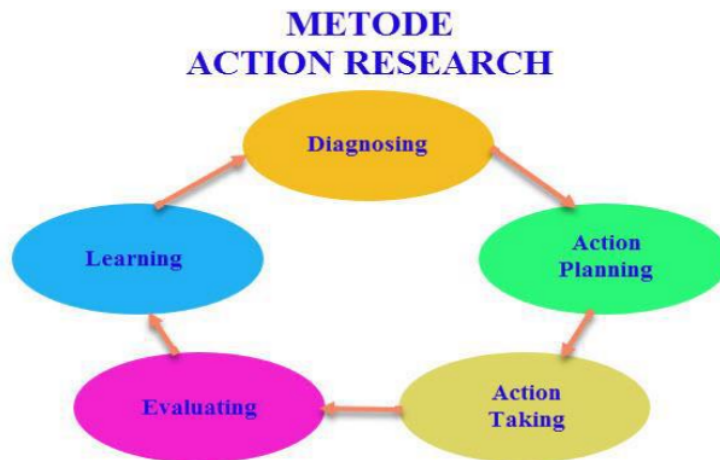 METODE
ACTION RESEARCH
Diagnosing
Action
Planning
Action
Taking
Evaluating
Learning